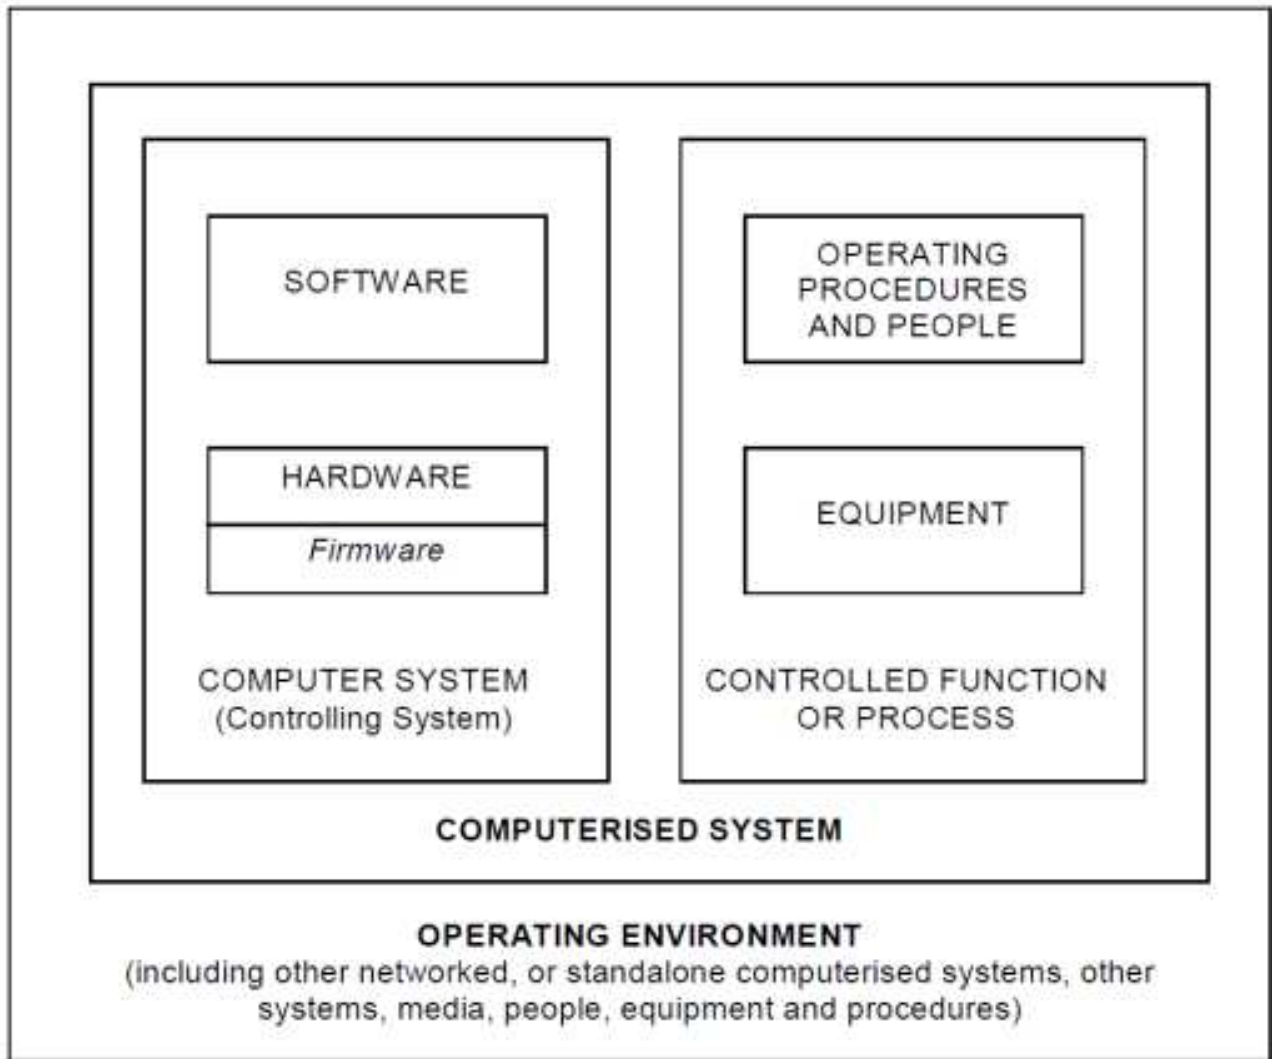 SOFTWARE
HARDWARE
Firmware
COMPUTER SYSTEM
(Controlling System)
OPERATING
PROCEDURES
AND PEOPLE
EQUIPMENT
CONTROLLED FUNCTION
OR PROCESS
COMPUTERISED SYSTEM
OPERATING ENVIRONMENT
(including other networked, or standalone computerised systems, other
systems, media, people, equipment and procedures)